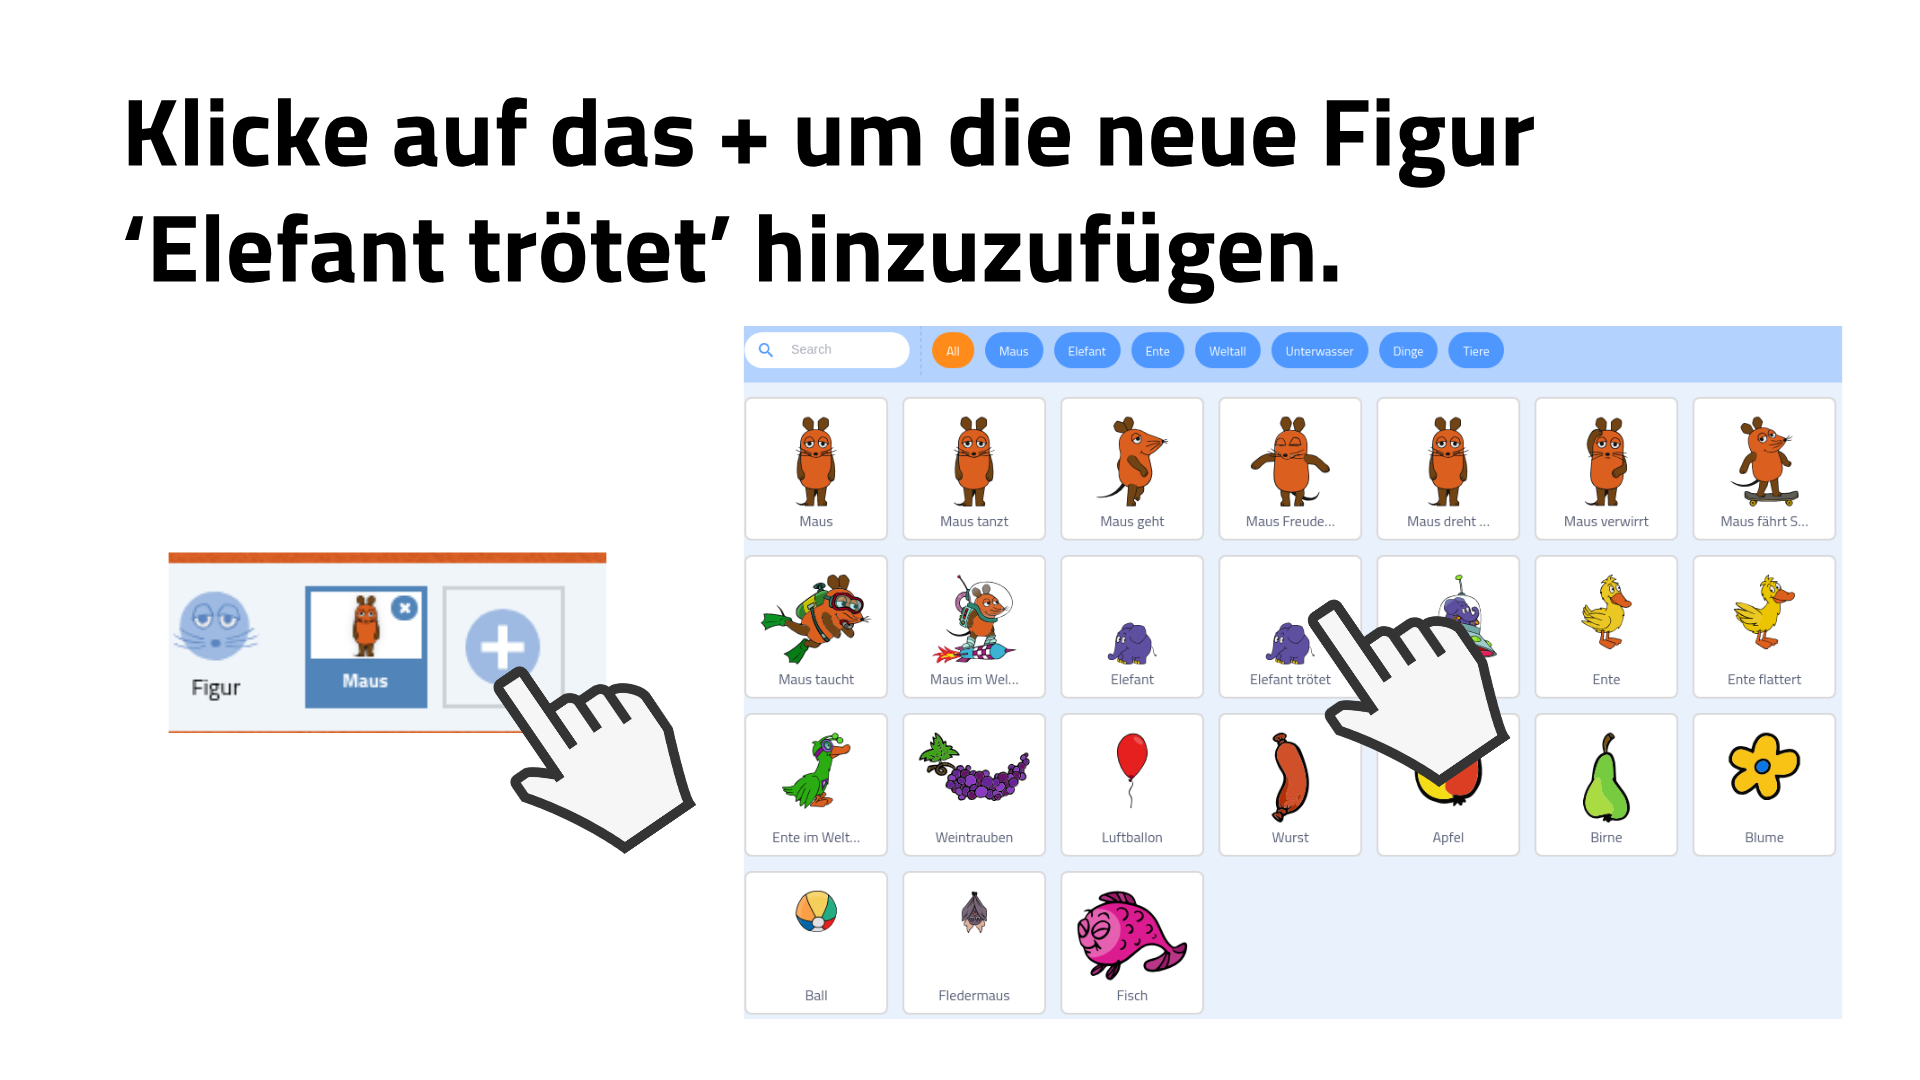 Klicke auf das + um die neue Figur
‘Elefant trötet’ hinzuzufügen.
Figur
Maus
Search
All
Maus
Elefant
Ente
Weltall
Unterwasser
Dinge
Tiere
Maus
Maus tanzt
Maus geht
Maus Freude...
Maus dreht ...
Maus verwirrt
Maus fährt S...
Maus taucht
Maus im Wel...
Elefant
Elefant trötet
Ente
Ente flattert
Ente im Welt...
Weintrauben
Luftballon
Wurst
Apfel
Birne
Blume
Ball
Fledermaus
Fisch